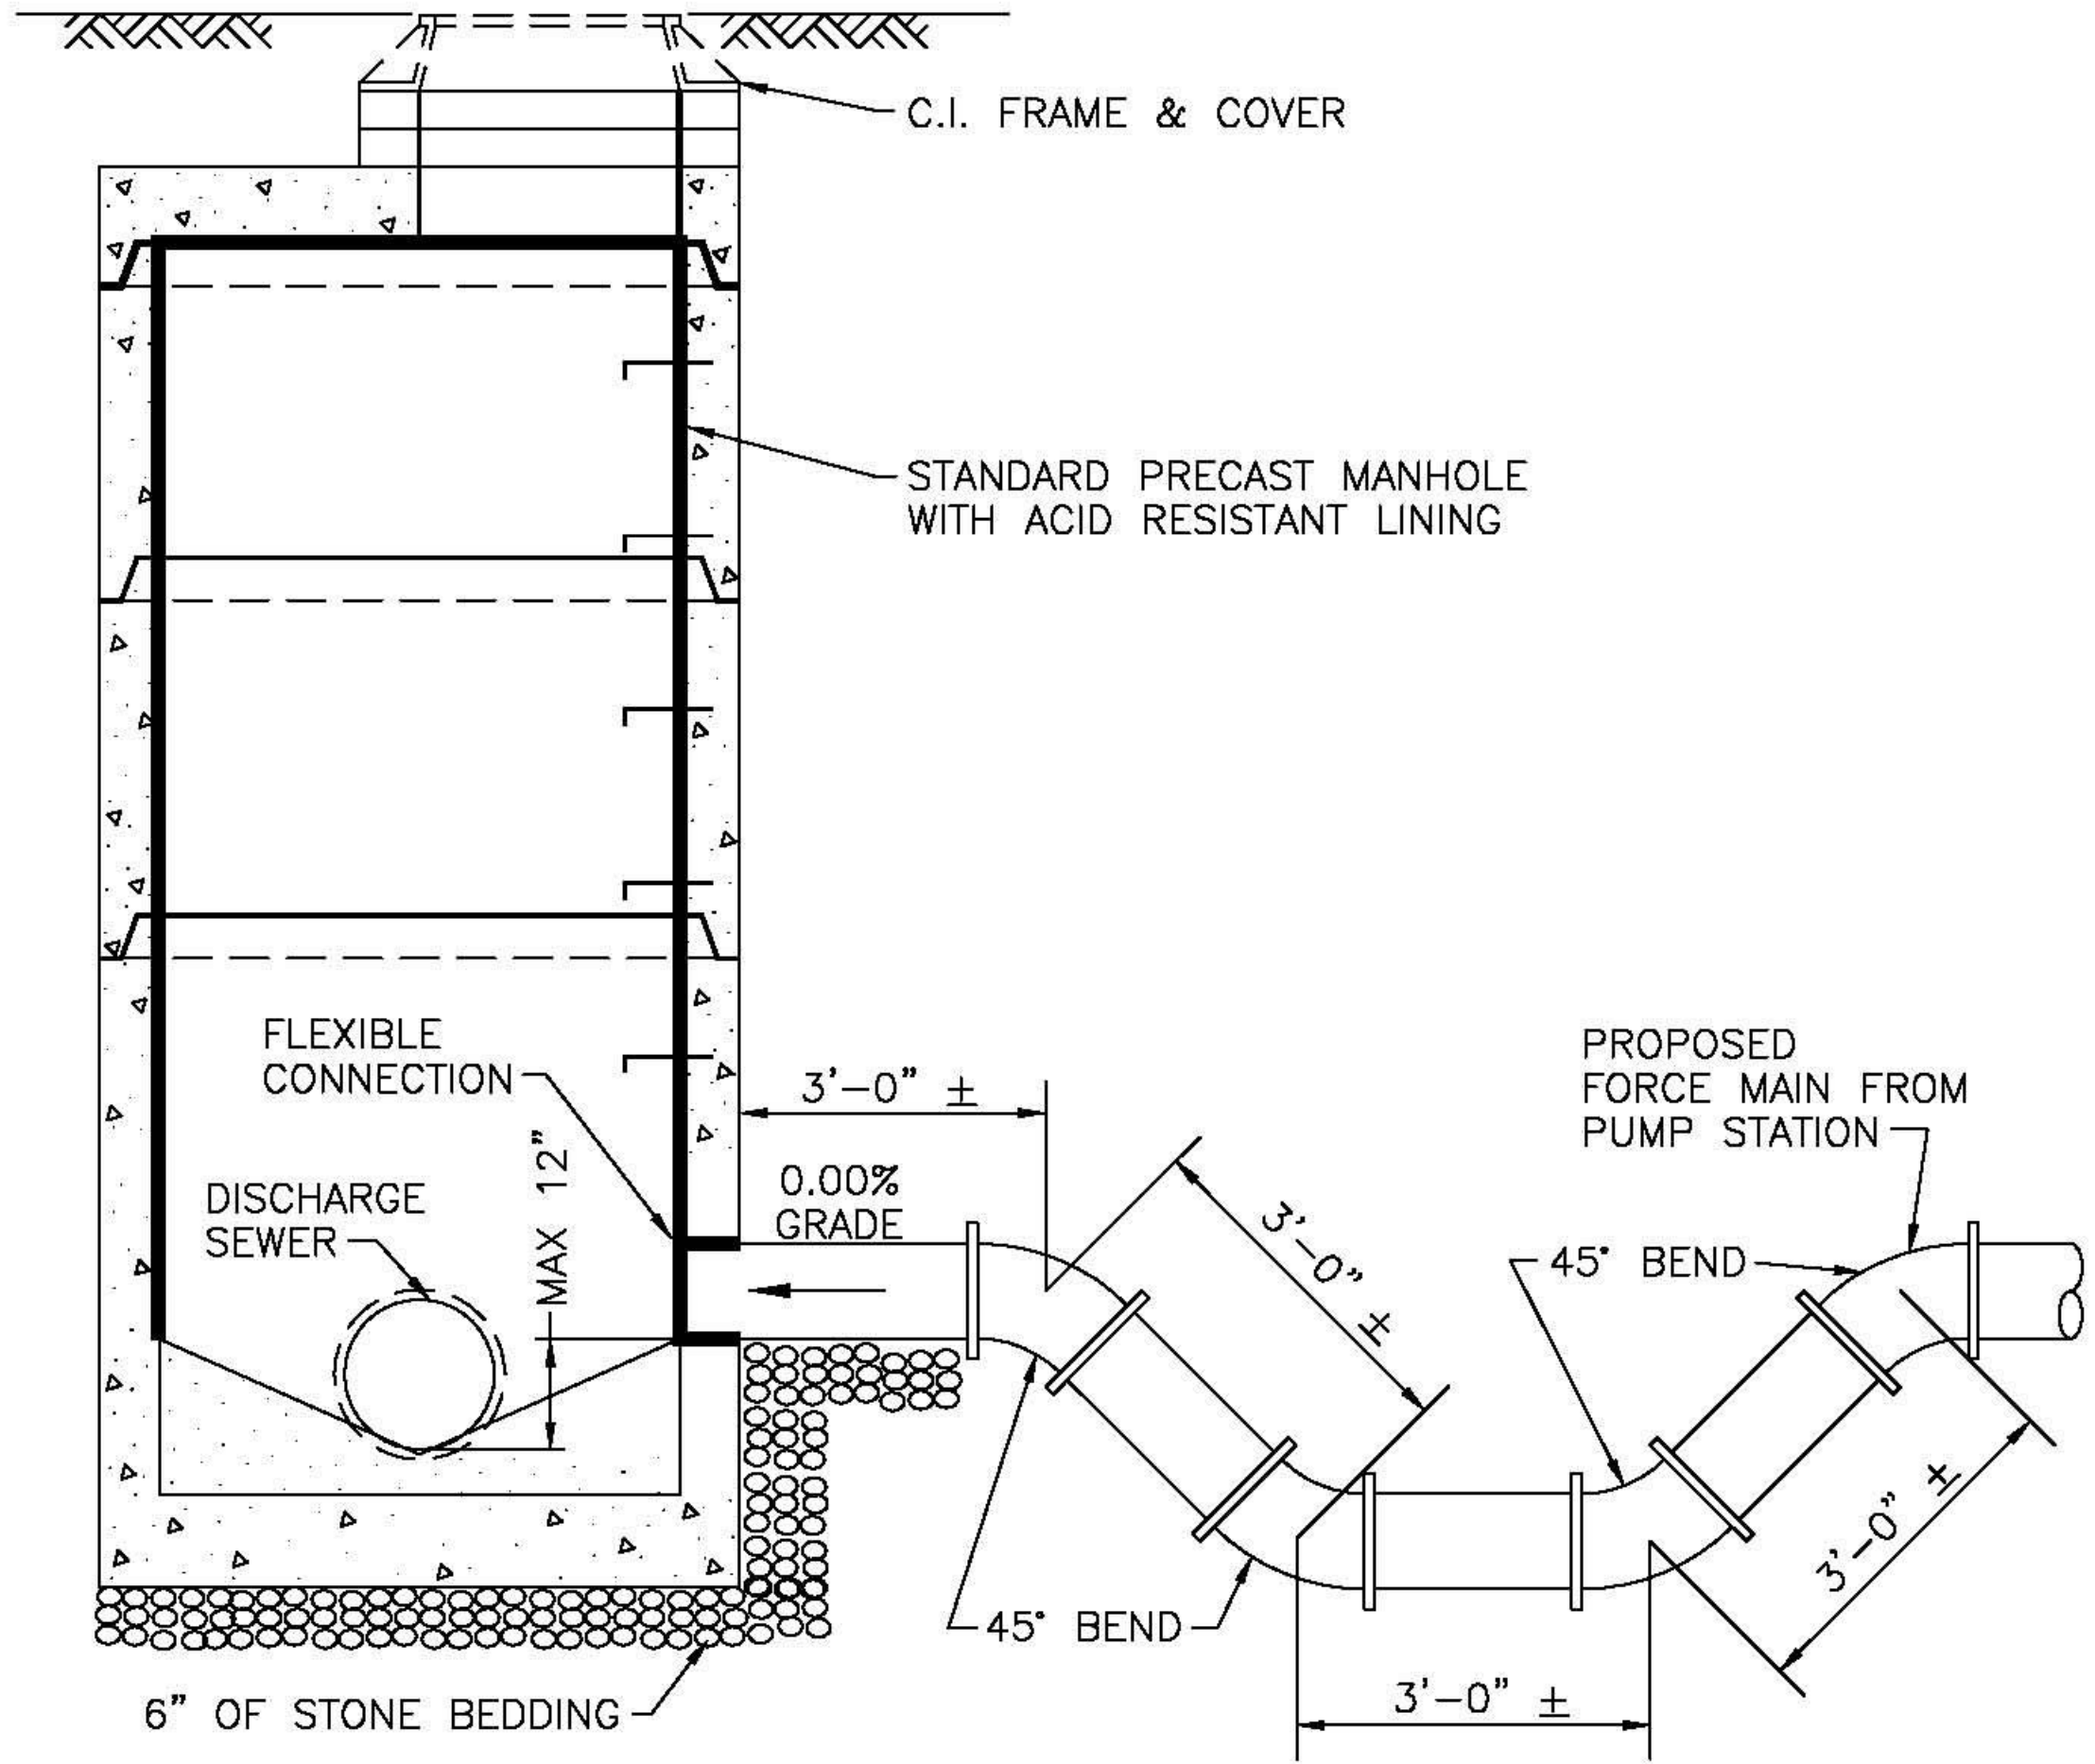 C.I. FRAME & COVER
STANDARD PRECAST MANHOLE
WITH ACID RESISTANT LINING
FLEXIBLE
CONNECTION
3'-0" ±
PROPOSED
FORCE MAIN FROM
PUMP STATION
MAX 12"
0.00%
GRADE
DISCHARGE
SEWER
3'-0" ±
45° BEND
3'-0" ±
45° BEND
3'-0" ±
6" OF STONE BEDDING